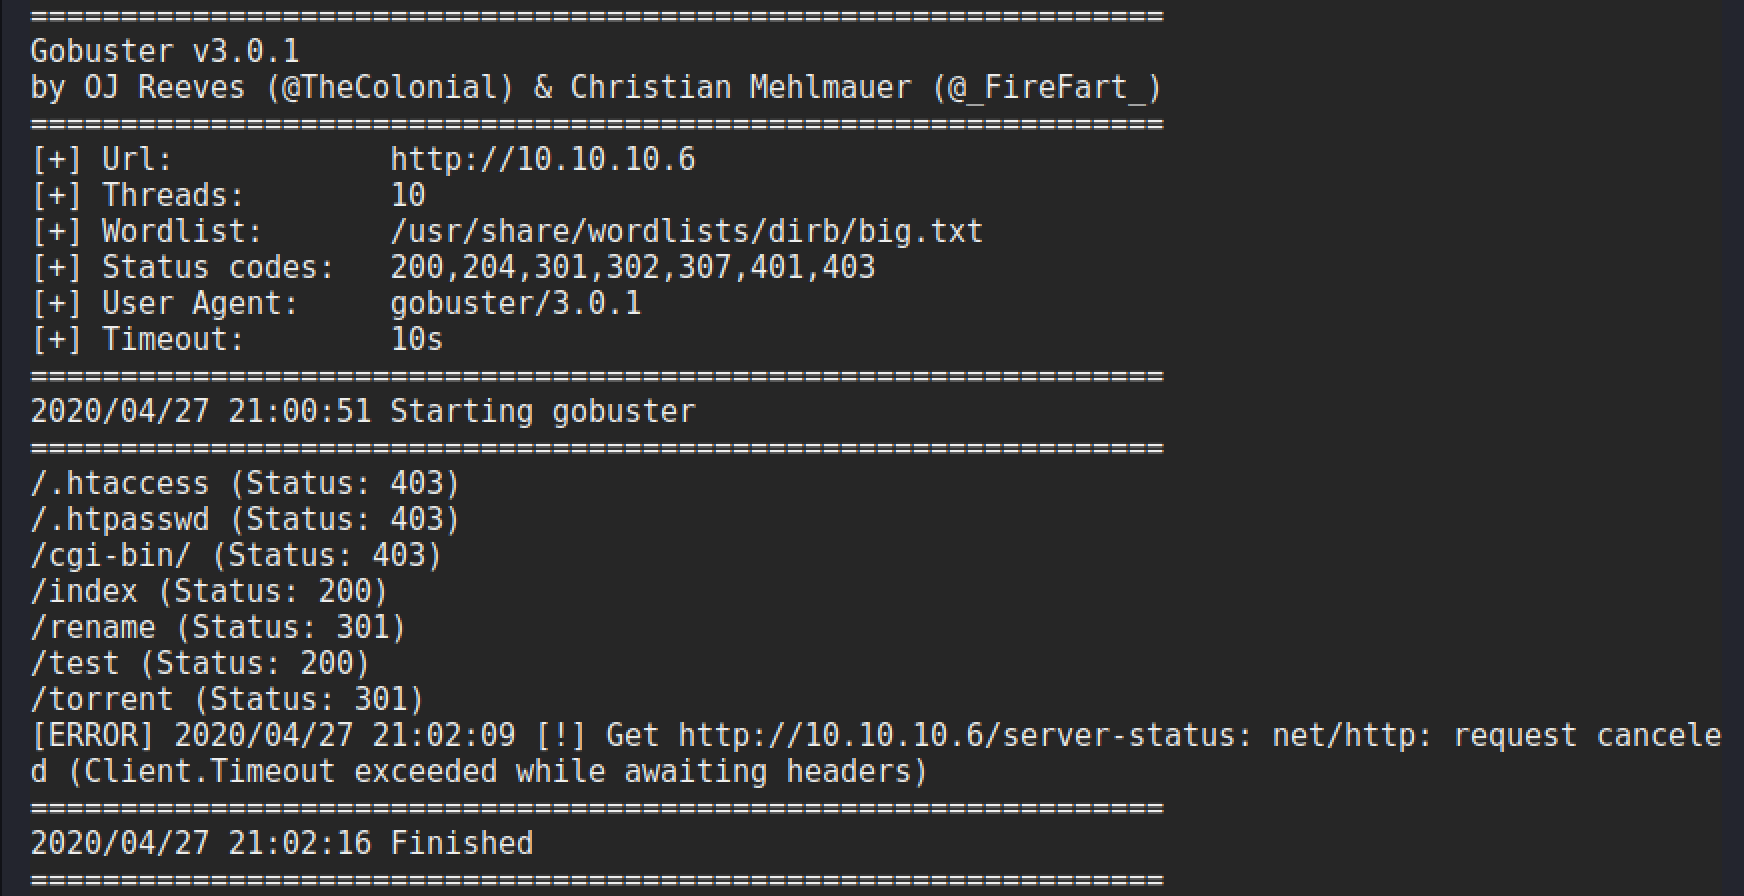 ===============================================================
Gobuster v3.0.1
by OJ Reeves (@TheColonial) & Christian Mehlmauer (@_FireFart_)
===============================================================
[+] Url:            http://10.10.10.6
[+] Threads:        10
[+] Wordlist:       /usr/share/wordlists/dirb/big.txt
[+] Status codes:   200,204,301,302,307,401,403
[+] User Agent:     gobuster/3.0.1
[+] Timeout:        10s
===============================================================
2020/04/27 21:00:51 Starting gobuster
===============================================================
/.htaccess (Status: 403)
/.htpasswd (Status: 403)
/cgi-bin/ (Status: 403)
/index (Status: 200)
/rename (Status: 301)
/test (Status: 200)
/torrent (Status: 301)
[ERROR] 2020/04/27 21:02:09 [!] Get http://10.10.10.6/server-status: net/http: request cancele
d (Client.Timeout exceeded while awaiting headers)
===============================================================
2020/04/27 21:02:16 Finished
===============================================================